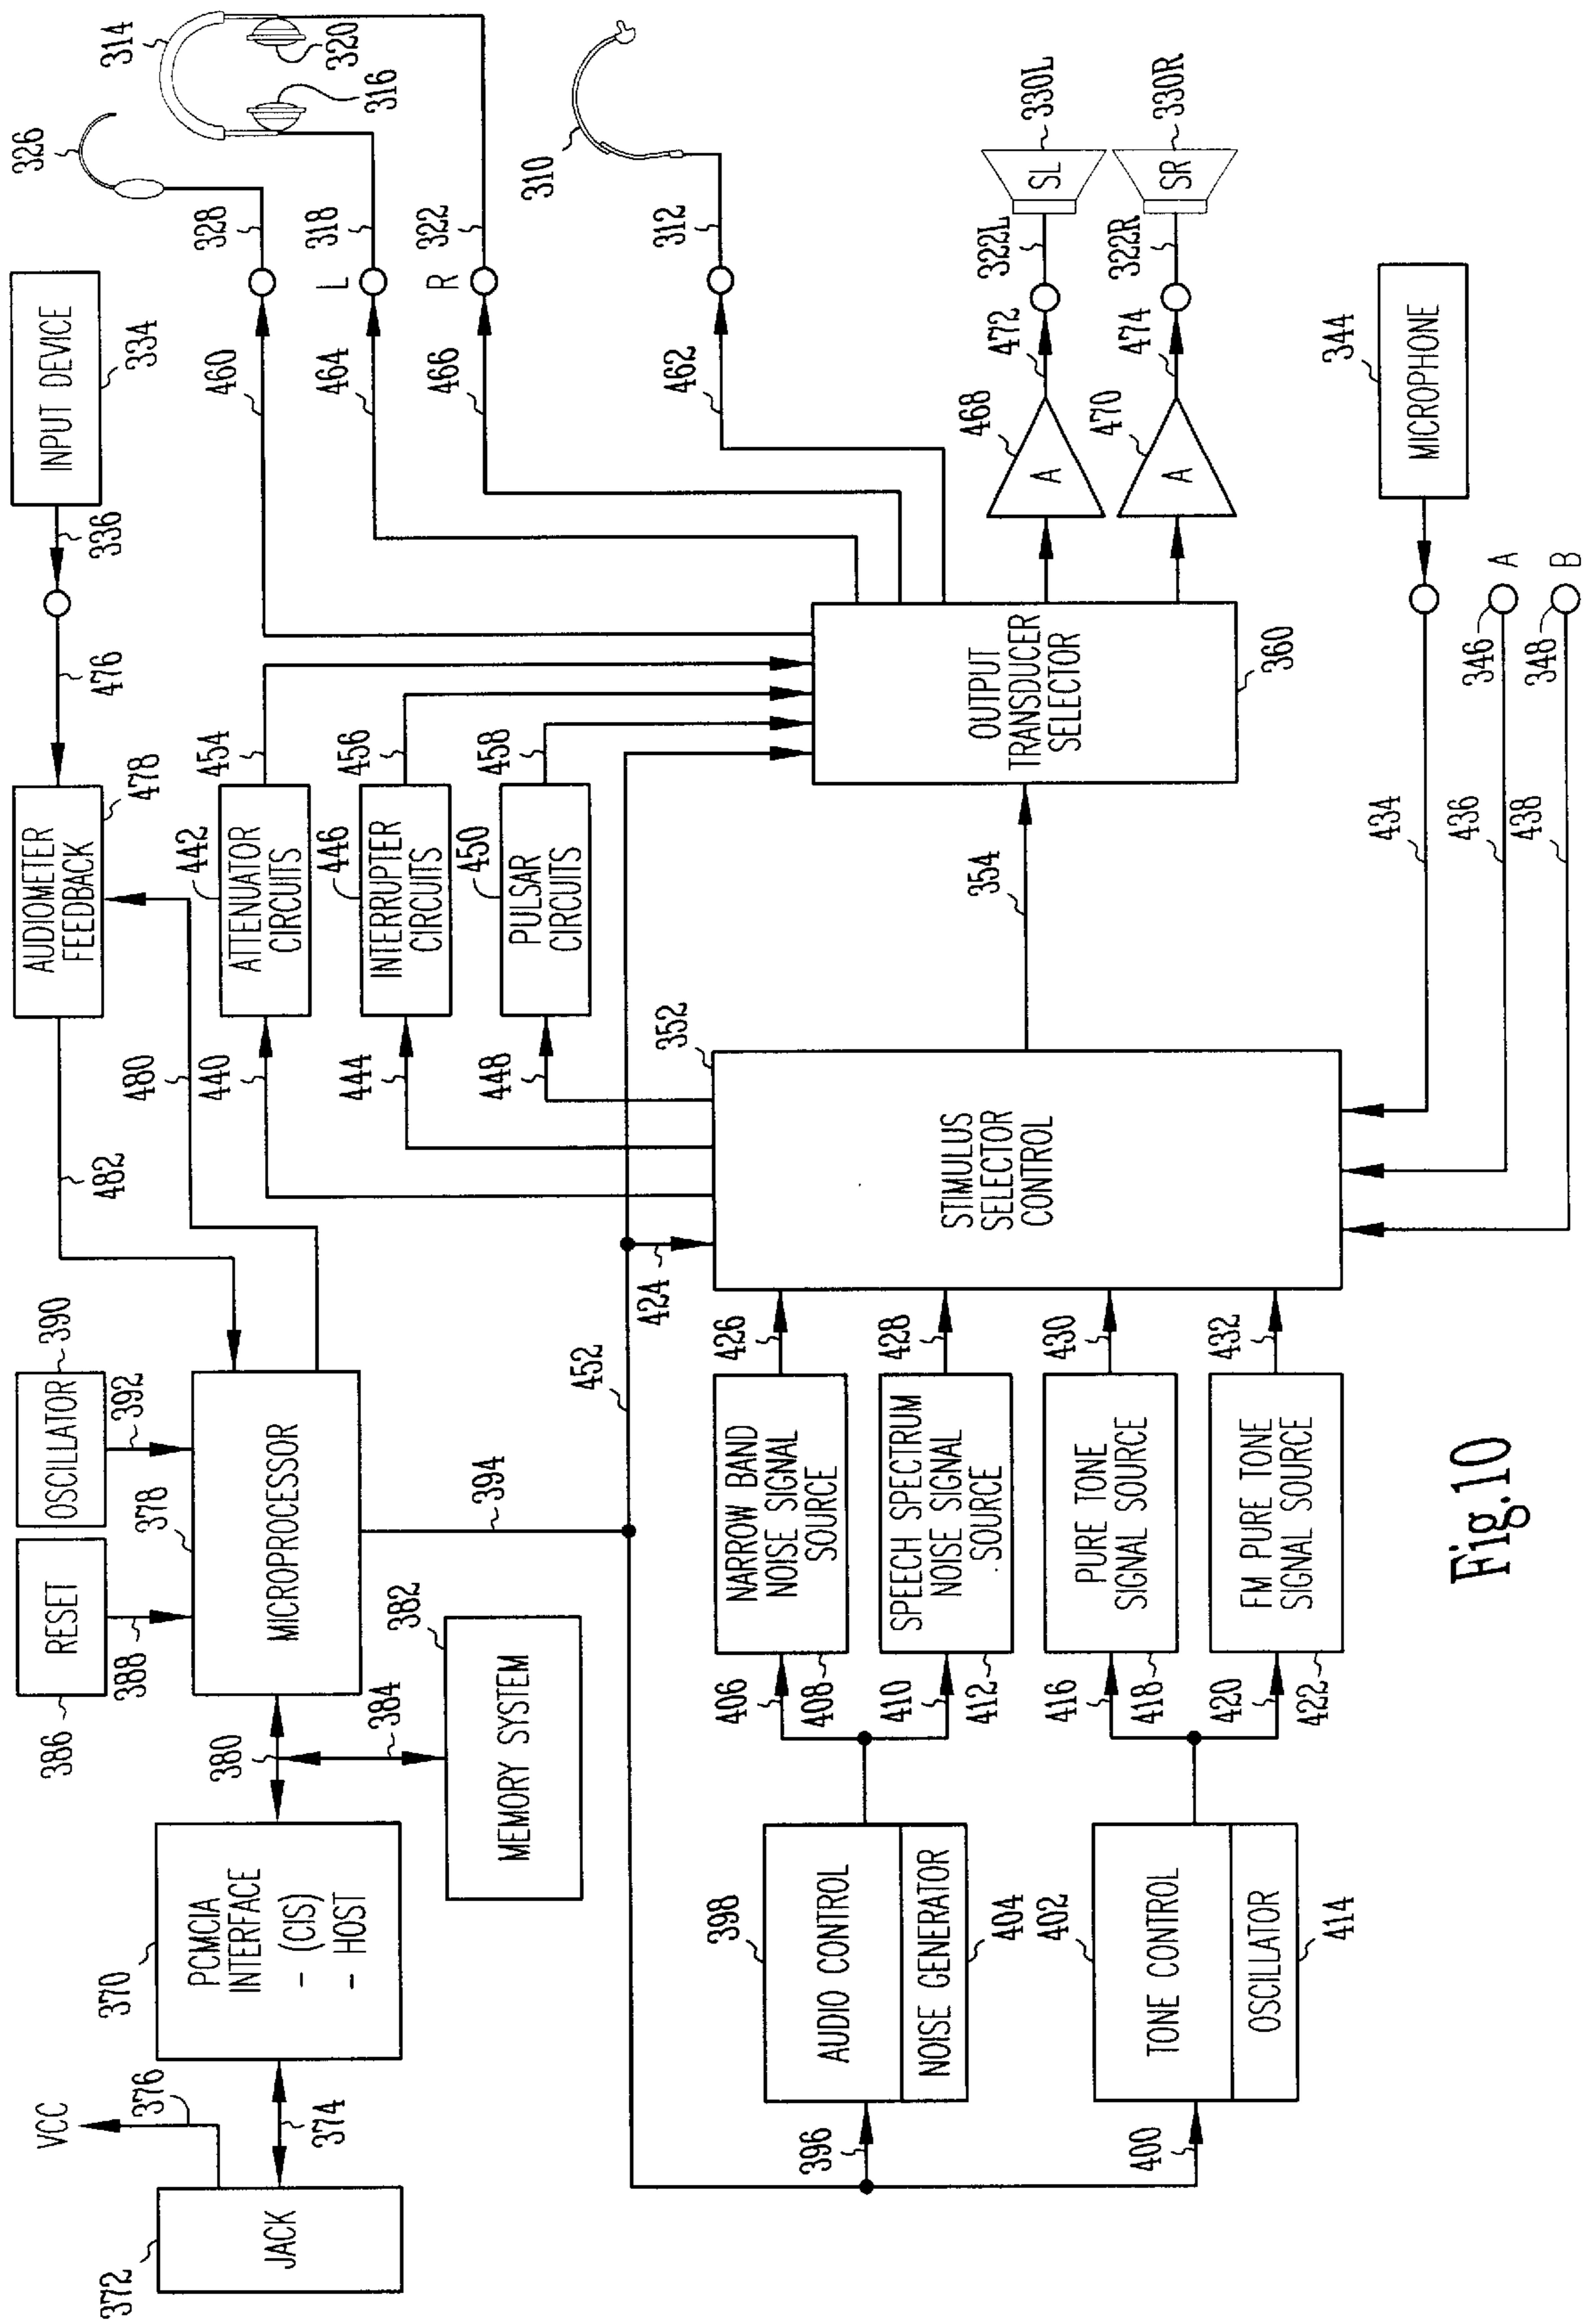 372
JACK
VCC
376
374
370
PCMCIA
INTERFACE
- (CIS)
- HOST
380
384
386
RESET
388
OSCILLATOR
390
392
378
MICROPROCESSOR
382
MEMORY SYSTEM
394
452
482
480
AUDIOMETER
FEEDBACK
478
476
336
INPUT DEVICE
334
440
442
ATTENUATOR
CIRCUITS
454
444
446
INTERRUPTER
CIRCUITS
456
448
450
PULSAR
CIRCUITS
458
460
328
326
464
L
318
314
316
320
466
R
322
462
312
310
396
398
AUDIO CONTROL
NOISE GENERATOR
404
400
402
TONE CONTROL
OSCILLATOR
414
406
408
NARROW BAND
NOISE SIGNAL
SOURCE
426
410
412
SPEECH SPECTRUM
NOISE SIGNAL
SOURCE
428
416
418
PURE TONE
SIGNAL SOURCE
430
420
422
FM PURE TONE
SIGNAL SOURCE
432
424
352
STIMULUS
SELECTOR
CONTROL
354
OUTPUT
TRANSDUCER
SELECTOR
360
468
A
472
322L
SL
330L
470
A
474
322R
SR
330R
434
MICROPHONE
344
436
346
A
438
348
B
Fig.10